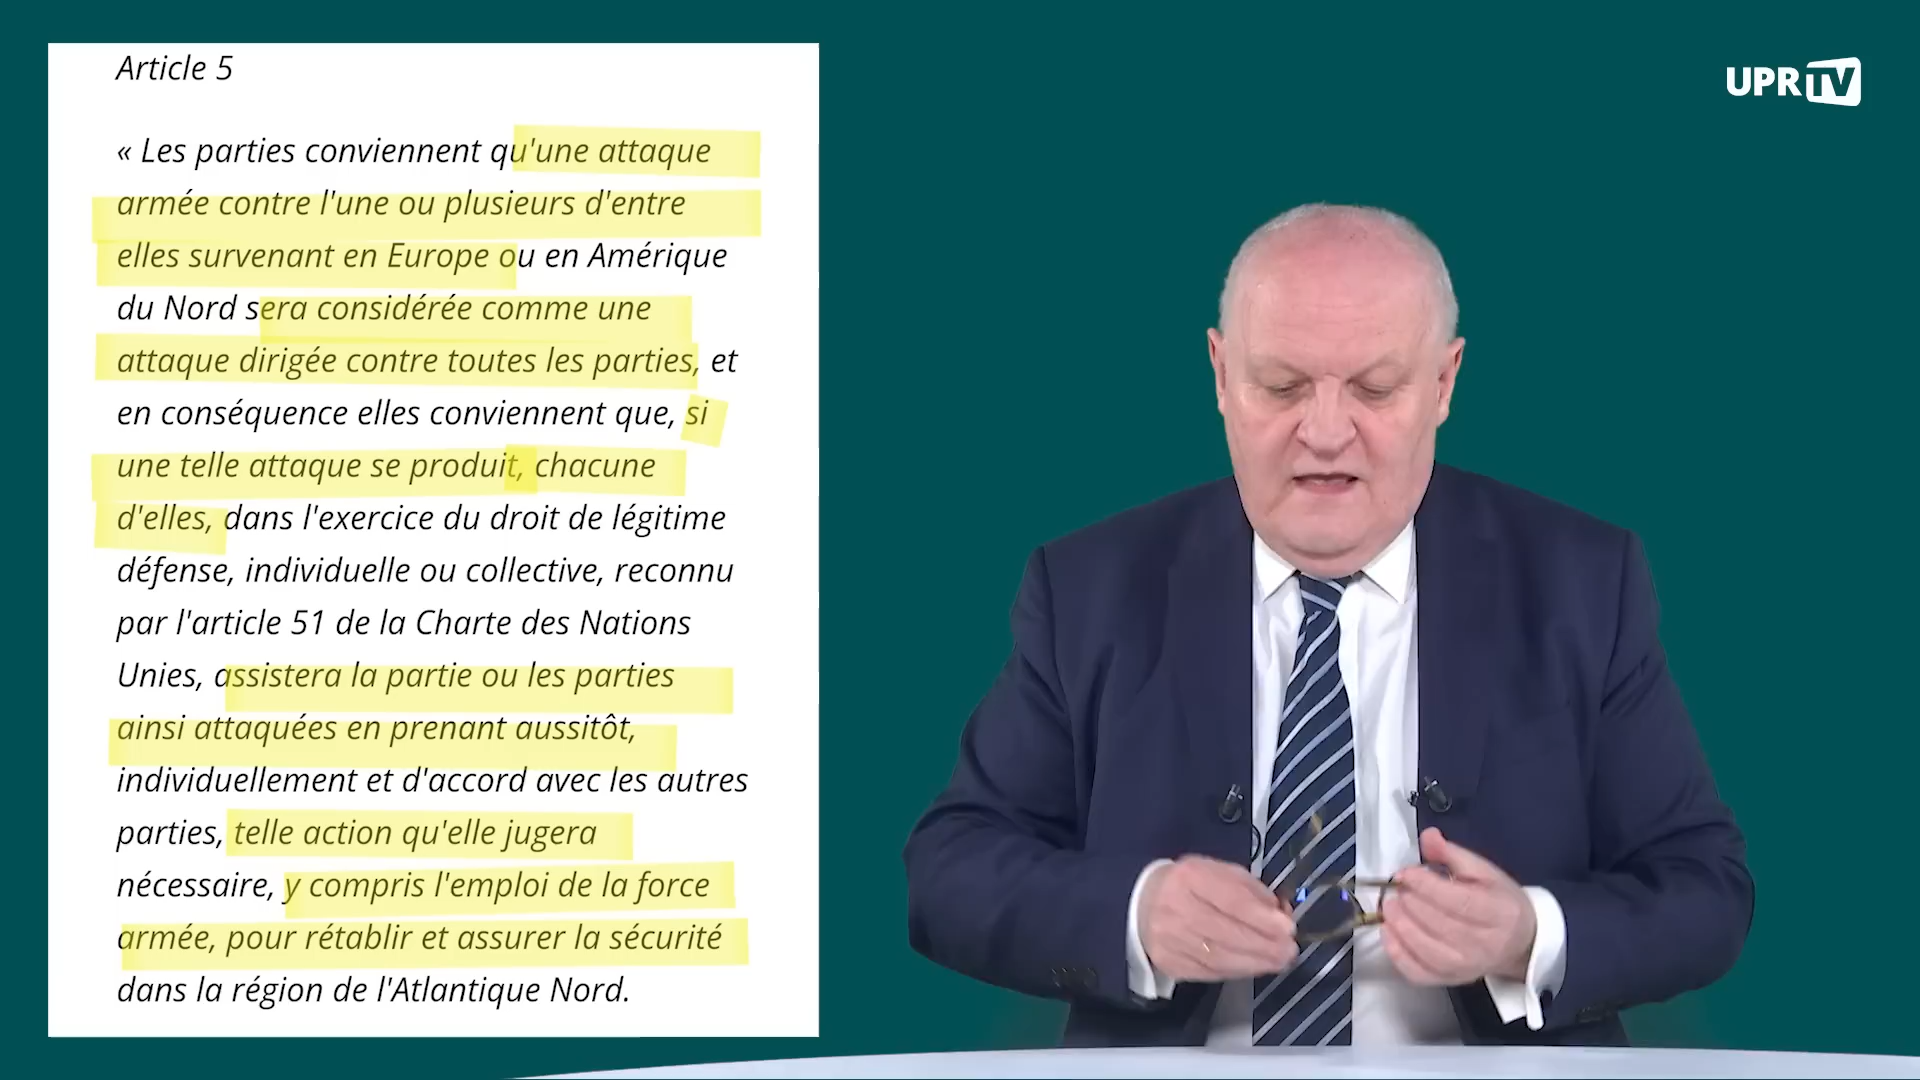 Article 5
« Les parties conviennent qu'une attaque
armée contre l'une ou plusieurs d'entre
elles survenant en Europe ou en Amérique
du Nord sera considérée comme une
attaque dirigée contre toutes les parties, et
en conséquence elles conviennent que, si
une telle attaque se produit, chacune
d'elles, dans l'exercice du droit de légitime
défense, individuelle ou collective, reconnu
par l'article 51 de la Charte des Nations
Unies, assistera la partie ou les parties
ainsi attaquées en prenant aussitôt,
individuellement et d'accord avec les autres
parties, telle action qu'elle jugera
nécessaire, y compris l'emploi de la force
armée, pour rétablir et assurer la sécurité
dans la région de l'Atlantique Nord.
UPR TV